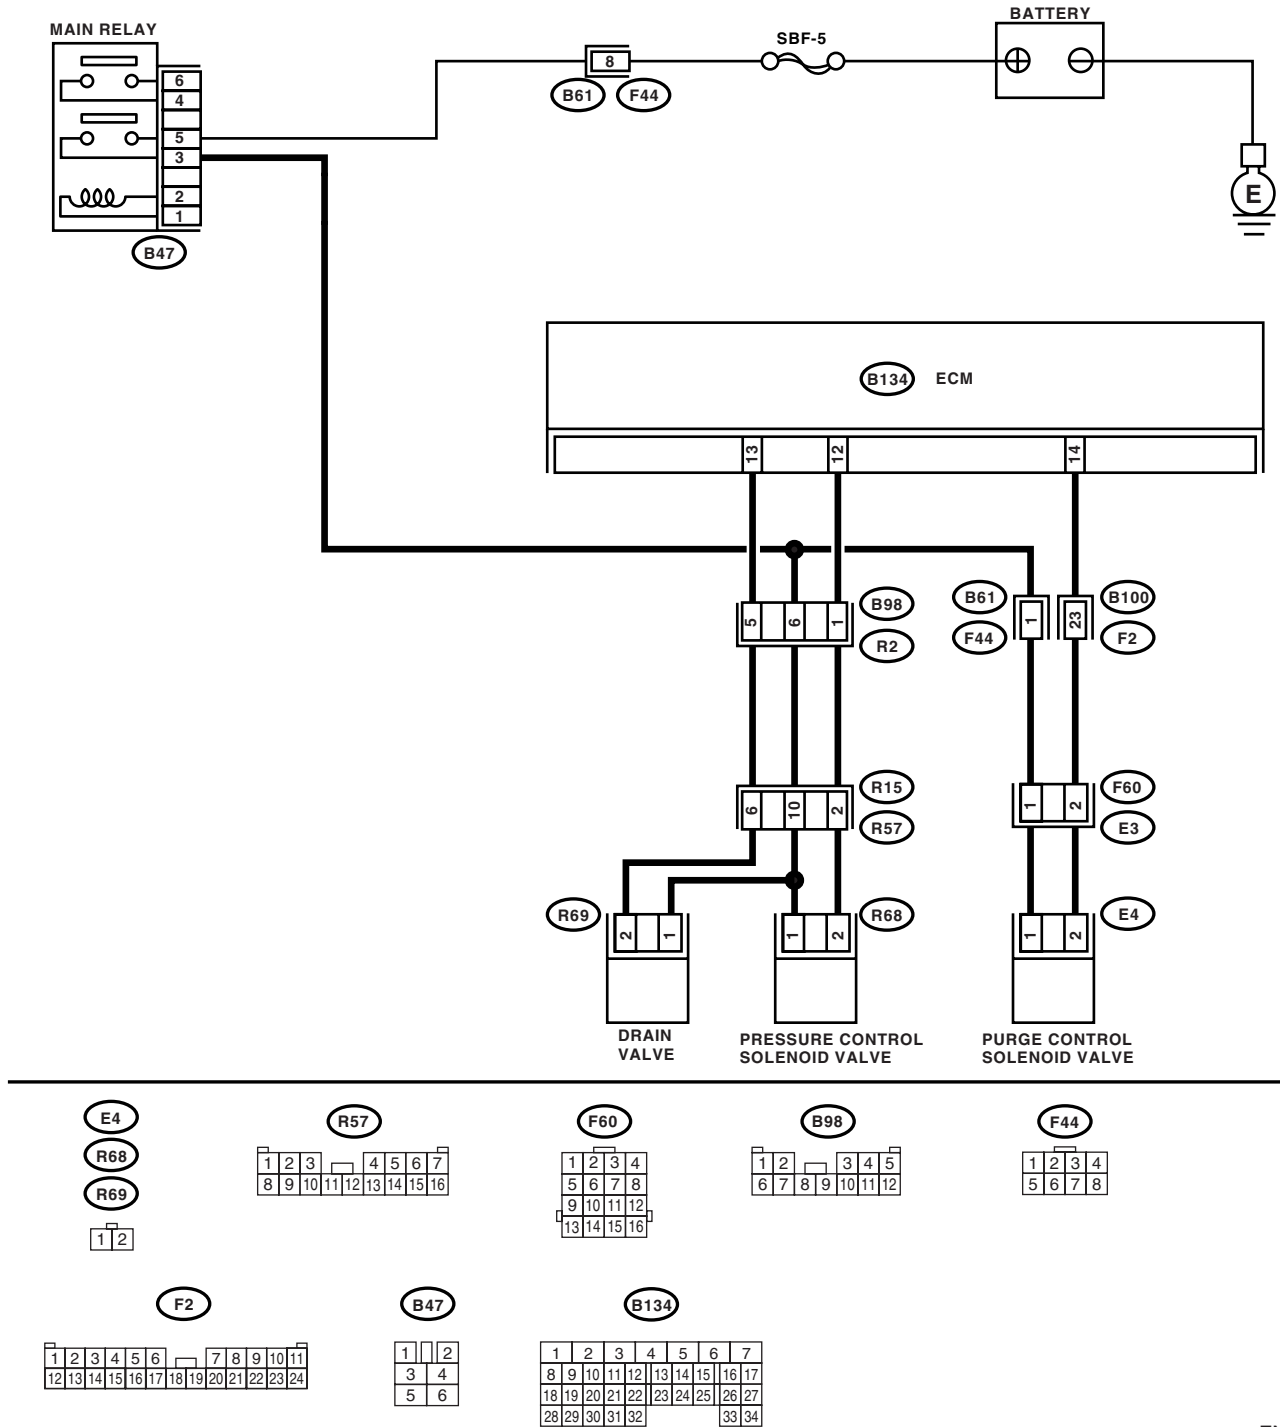 BATTERY
MAIN RELAY
SBF-5
8
B61 F44
6
4
5
3
2
1
B47
E
B134 ECM
13 12 14
5 6 1
B98
R2
B61
F44
1 23
B100
F2
6 10 2
R15
R57
1 2
F60
E3
R69
2 1
1 2
R68
1 2
E4
DRAIN
VALVE
PRESSURE CONTROL
SOLENOID VALVE
PURGE CONTROL
SOLENOID VALVE
E4
R68
R69
1 2
R57
1 2 3 4 5 6 7
8 9 10 11 12 13 14 15 16
F60
1 2 3 4
5 6 7 8
9 10 11 12
13 14 15 16
B98
1 2 3 4 5
6 7 8 9 10 11 12
F44
1 2 3 4
5 6 7 8
F2
1 2 3 4 5 6 7 8 9 10 11
12 13 14 15 16 17 18 19 20 21 22 23 24
B47
1 2
3 4
5 6
B134
1 2 3 4 5 6 7
8 9 10 11 12 13 14 15 16 17
18 19 20 21 22 23 24 25 26 27
28 29 30 31 32 33 34